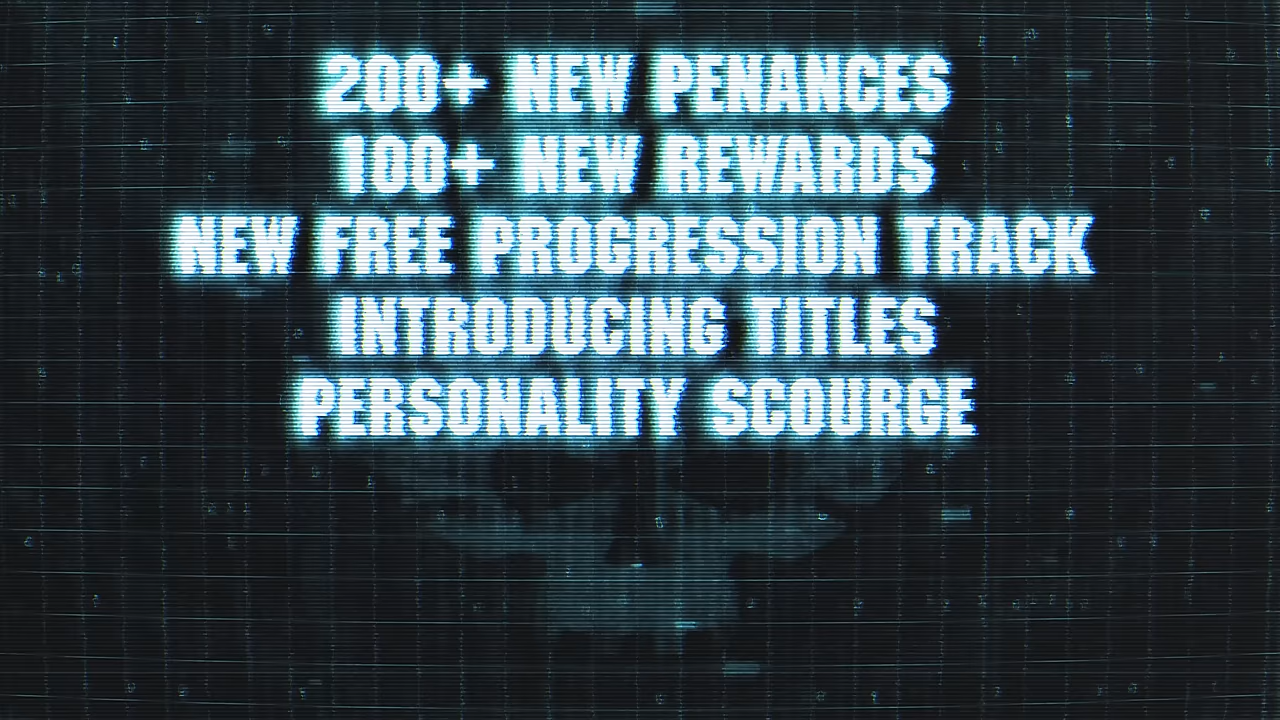 200+ NEW PENANCES
100+ NEW REWARDS
NEW FREE PROGRESSION TRACK
INTRODUCING TITLES
PERSONALITY SCOURGE